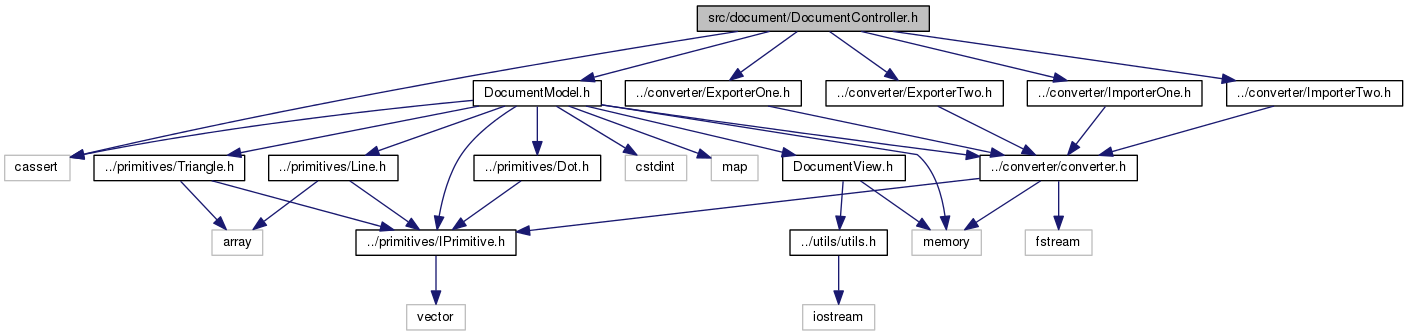 src/document/DocumentController.h
DocumentModel.h
../converter/ExporterOne.h
../converter/ExporterTwo.h
../converter/ImporterOne.h
../converter/ImporterTwo.h
cassert
../primitives/Triangle.h
../primitives/Line.h
../primitives/Dot.h
cstdint
map
DocumentView.h
../converter/converter.h
array
../primitives/IPrimitive.h
../utils/utils.h
memory
fstream
vector
iostream